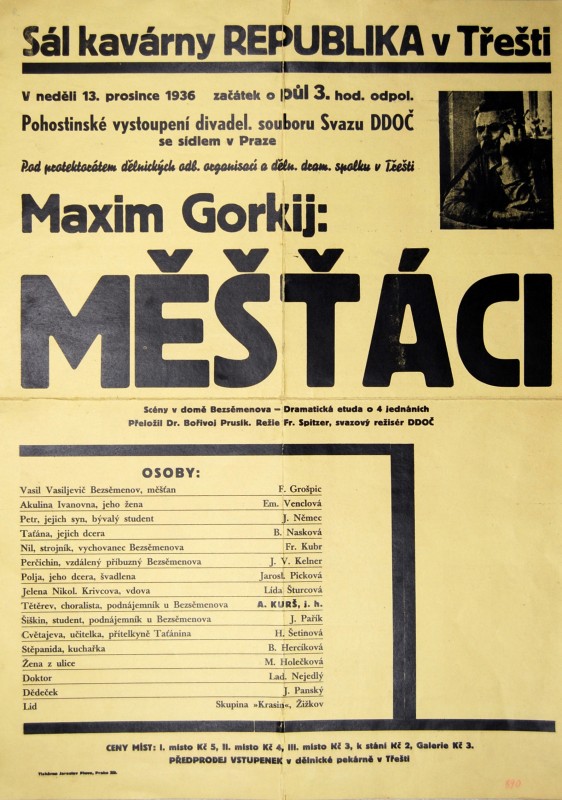 Sál kavárny REPUBLIKA v Třešti
V neděli 13. prosince 1936 začátek o půl 3. hod. odpol.
Pohostinské vystoupení divadel. souboru Svazu DDOČ
se sídlem v Praze
Pod protektorátem dělnických odb. organisací a děln. dram. spolku v Třešti
Maxim Gorkij:
MĚŠŤÁCI
Scény v domě Bezsěmenova – Dramatická etuda o 4 jednáních
Přeložil Dr. Bořivoj Prusík. Režie Fr. Spitzer, svazový režisér DDOČ
OSOBY:
Vasil Vasiljevič Bezsěmenov, měšťan F. Grošpic
Akulina Ivanovna, jeho žena Em. Venclová
Petr, jejich syn, bývalý student J. Němec
Taťána, jejich dcera B. Nasková
Nil, strojník, vychovanec Bezsěmenova Fr. Kubr
Perčichin, vzdálený příbuzný Bezsěmenova J. V. Kelner
Polja, jeho dcera, švadlena Jarosl. Picková
Jelena Nikol. Krivcova, vdova Lída Šturcová
Tětěrev, choralista, podnájemník u Bezsěmenova A. KURŠ, j. h.
Šiškin, student, podnájemník u Bezsěmenova J. Pařík
Cvětajeva, učitelka, přítelkyně Taťánina H. Šetinová
Stěpanida, kuchařka B. Hercíková
Žena z ulice M. Holečková
Doktor Lad. Nejedlý
Dědeček J. Panský
Lid Skupina »Krasin«, Žižkov
CENY MÍST: I. místo Kč 5, II. místo Kč 4, III. místo Kč 3, k stání Kč 2, Galerie Kč 3.
PŘEDPRODEJ VSTUPENEK v dělnické pekárně v Třešti
Tiskárna Jaroslav Praha XII.